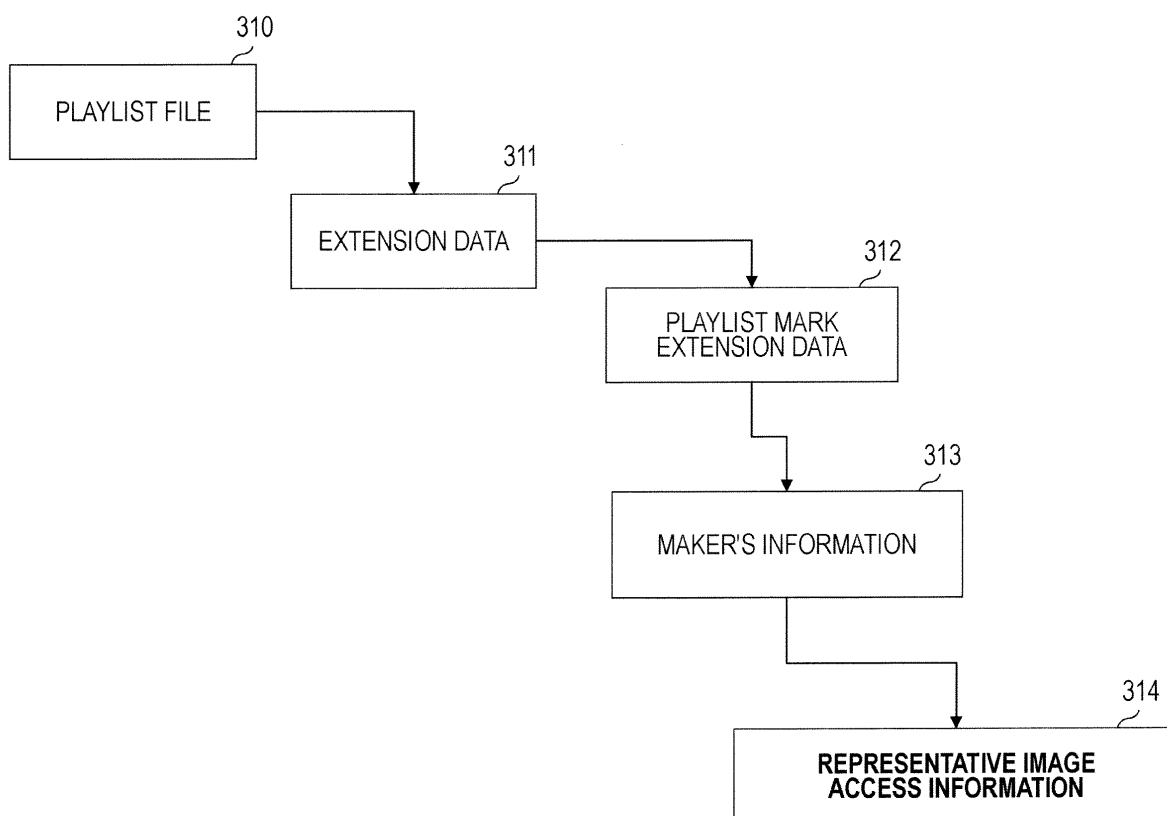 310
PLAYLIST FILE
311
EXTENSION DATA
312
PLAYLIST MARK
EXTENSION DATA
313
MAKER'S INFORMATION
314
REPRESENTATIVE IMAGE
ACCESS INFORMATION